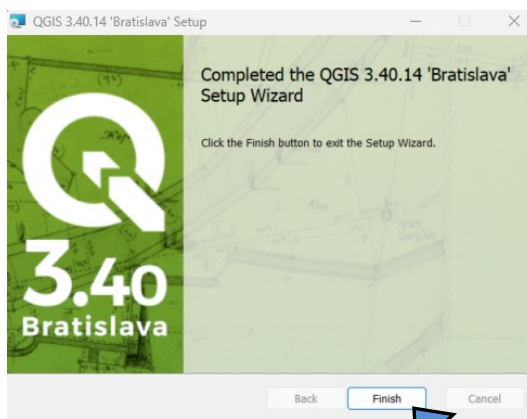 QGIS 3.40.14 'Bratislava' Setup
Completed the QGIS 3.40.14 'Bratislava'
Setup Wizard
Click the Finish button to exit the Setup Wizard.
3.40
Bratislava
Back
Finish
Cancel